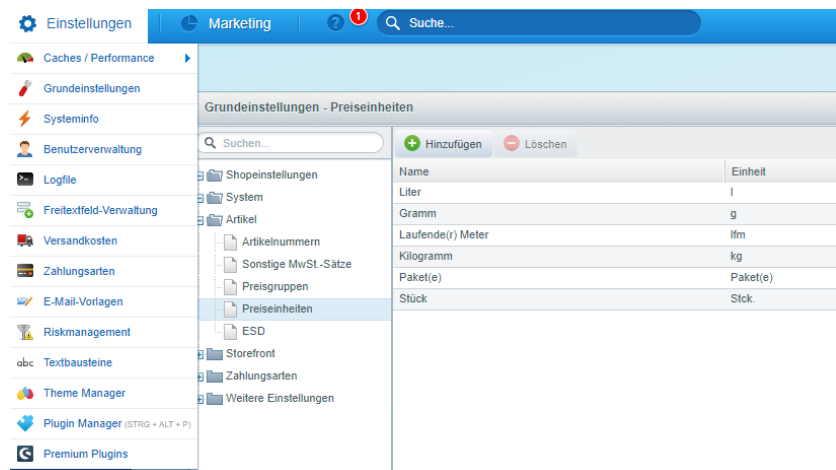 Einstellungen
Marketing
1
Suche...
Caches / Performance
Grundeinstellungen
Systeminfo
Benutzerverwaltung
Logfile
Freitextfeld-Verwaltung
Versandkosten
Zahlungsarten
E-Mail-Vorlagen
Riskmanagement
abc Textbausteine
Theme Manager
Plugin Manager (STRG + ALT + P)
Premium Plugins
Grundeinstellungen - Preiseinheiten
Suchen...
Shopeinstellungen
System
Artikel
Artikelnummern
Sonstige MwSt.-Sätze
Preisgruppen
Preiseinheiten
ESD
Storefront
Zahlungsarten
Weitere Einstellungen
Hinzufügen Löschen
Name Einheit
Liter l
Gramm g
Laufende(r) Meter lfm
Kilogramm kg
Paket(e) Paket(e)
Stück Stck.